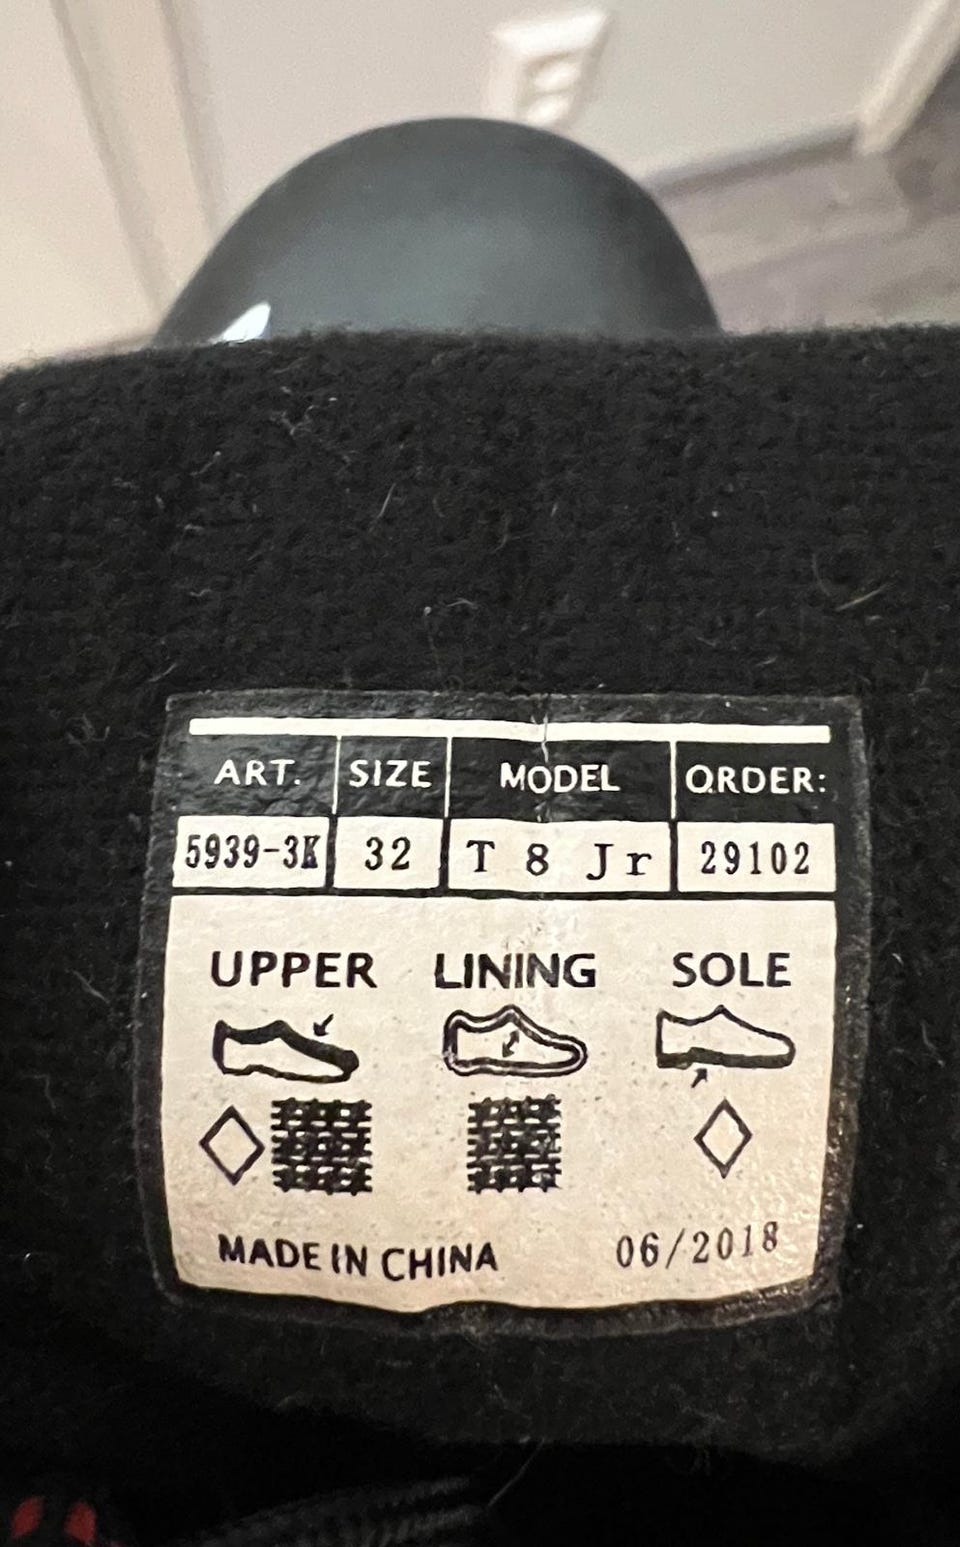 ART. SIZE MODEL ORDER:
5939-3K 32 T 8 Jr 29102
UPPER LINING SOLE
MADE IN CHINA 06/2018